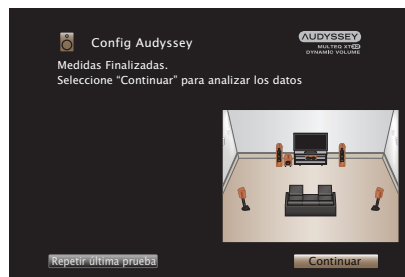 Config Audyssey
AUDYSSEY
MULTEQ XT32
DYNAMIC VOLUME
Medidas Finalizadas.
Seleccione “Continuar” para analizar los datos
Repetir última prueba
Continuar